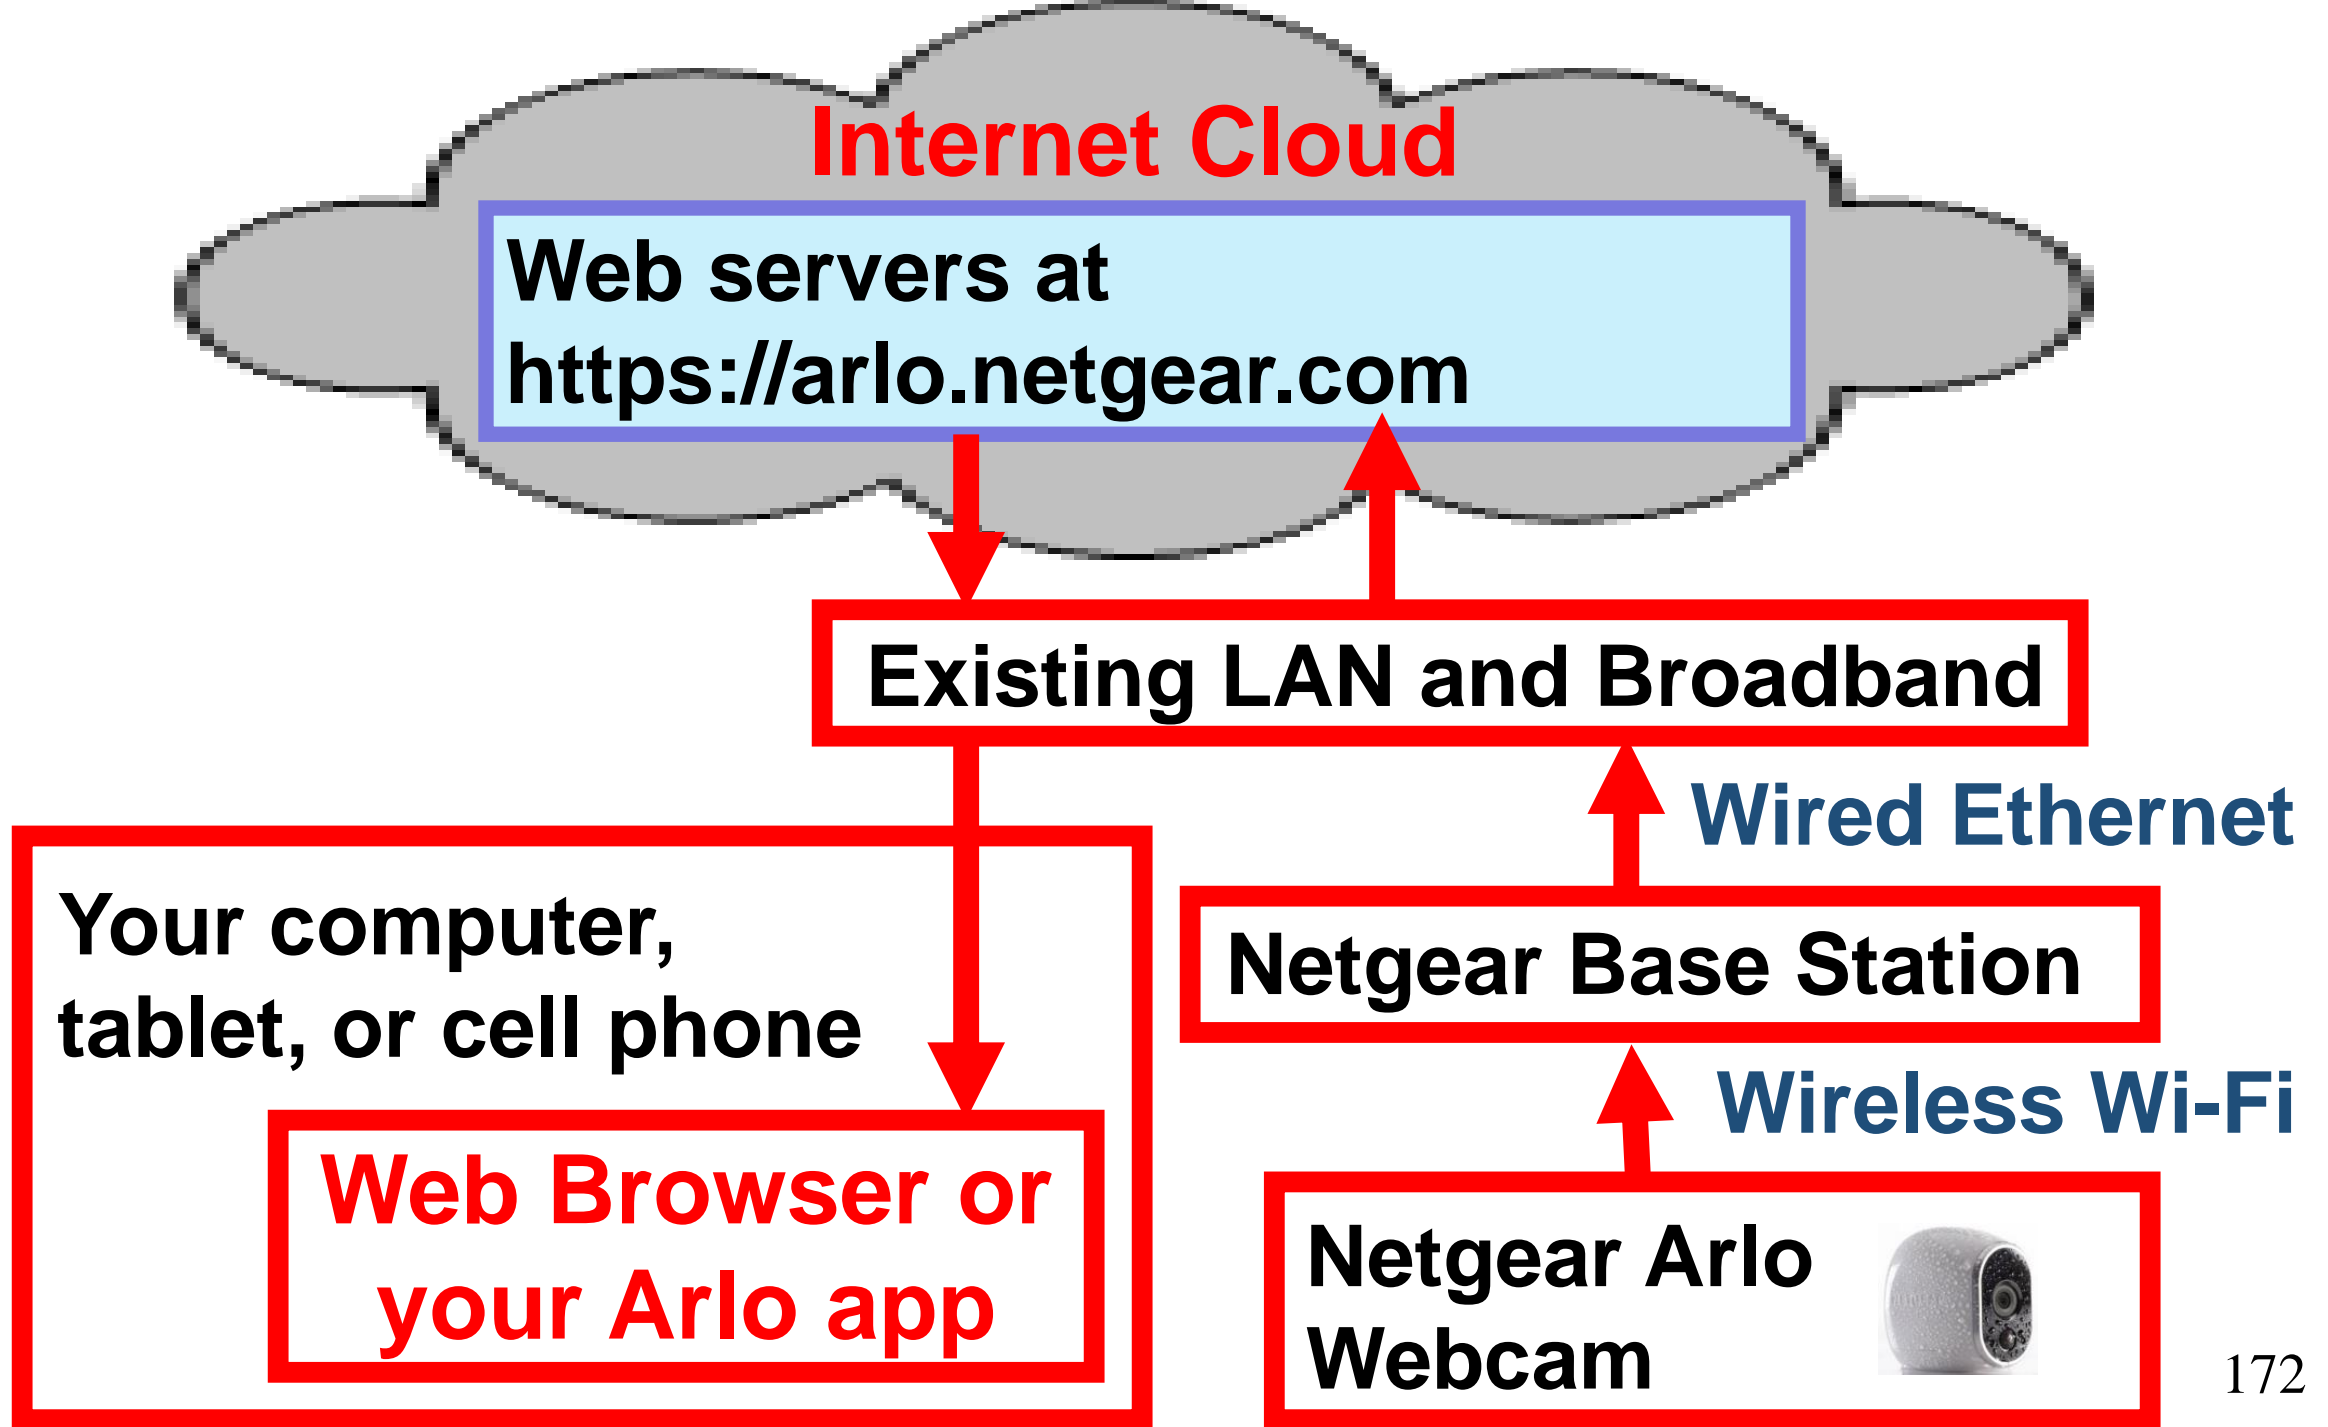 Internet Cloud
Web servers at
https://arlo.netgear.com
Existing LAN and Broadband
Wired Ethernet
Your computer,
tablet, or cell phone
Netgear Base Station
Wireless Wi-Fi
Web Browser or
your Arlo app
Netgear Arlo
Webcam
172